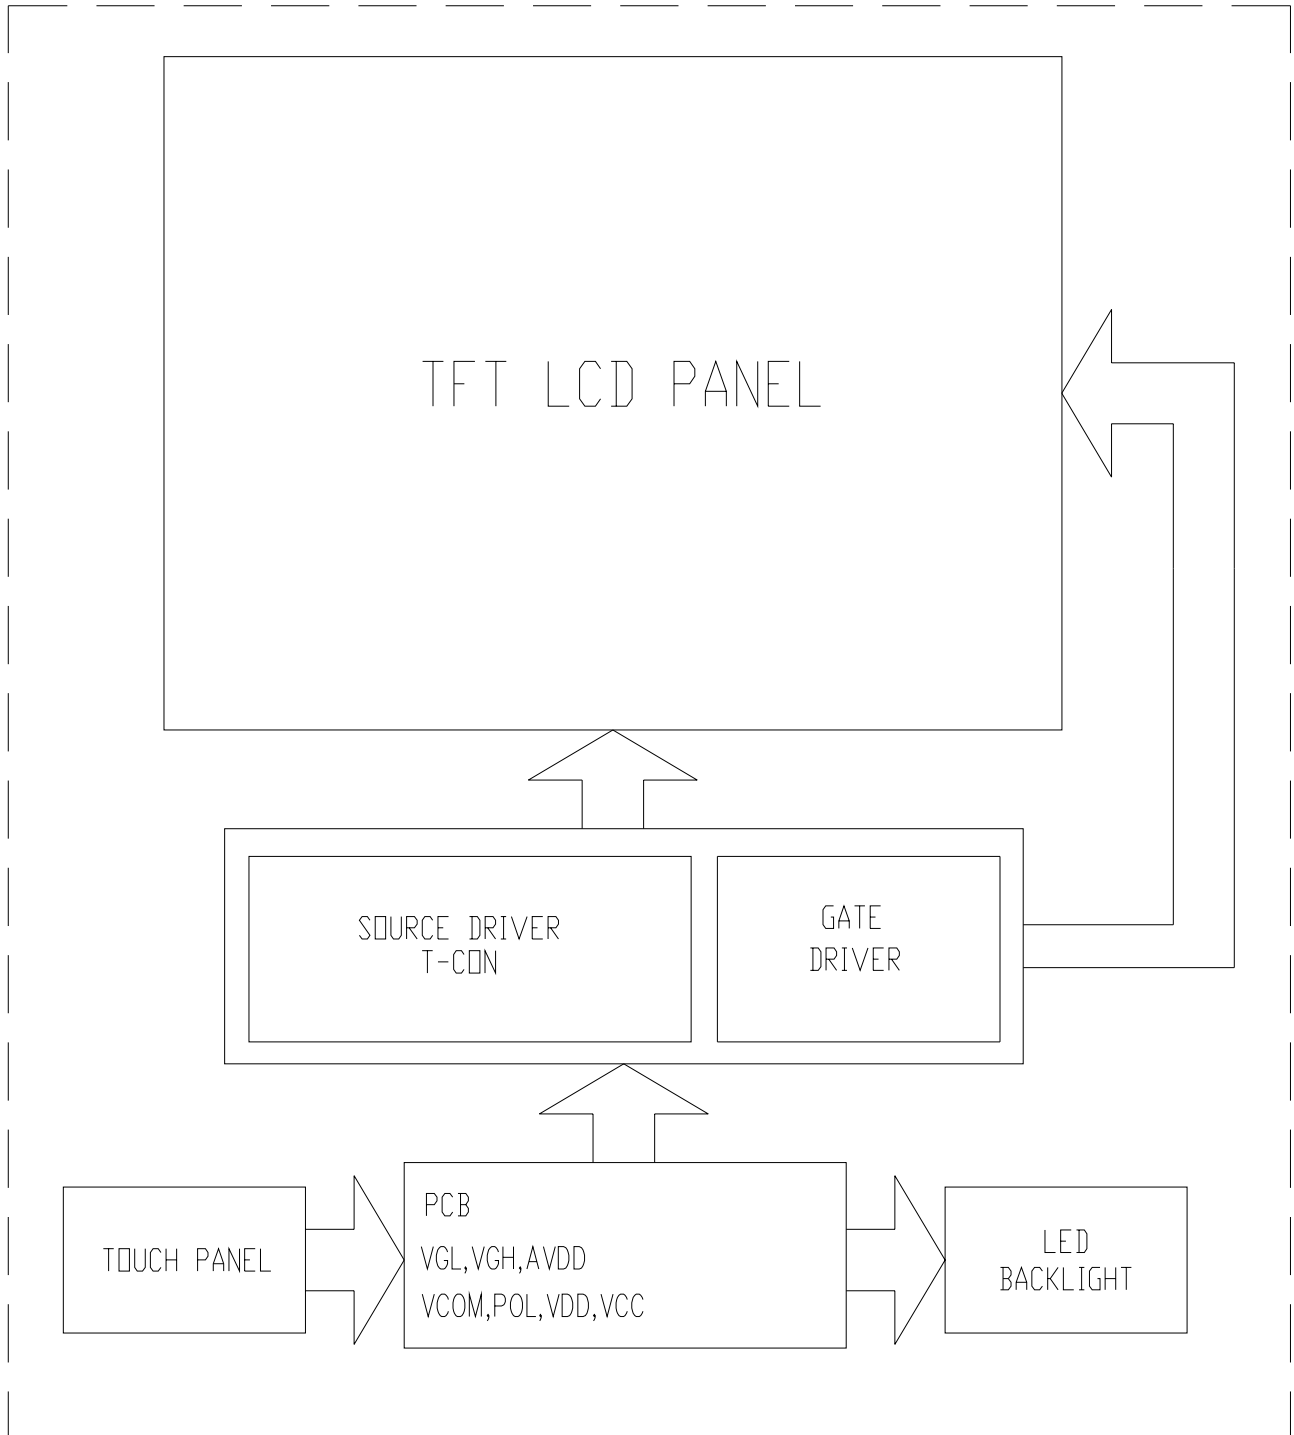 TFT LCD PANEL
SOURCE DRIVER
T-CON
GATE
DRIVER
TOUCH PANEL
PCB
VGL,VGH,AVDD
VCOM,POL,VDD,VCC
LED
BACKLIGHT